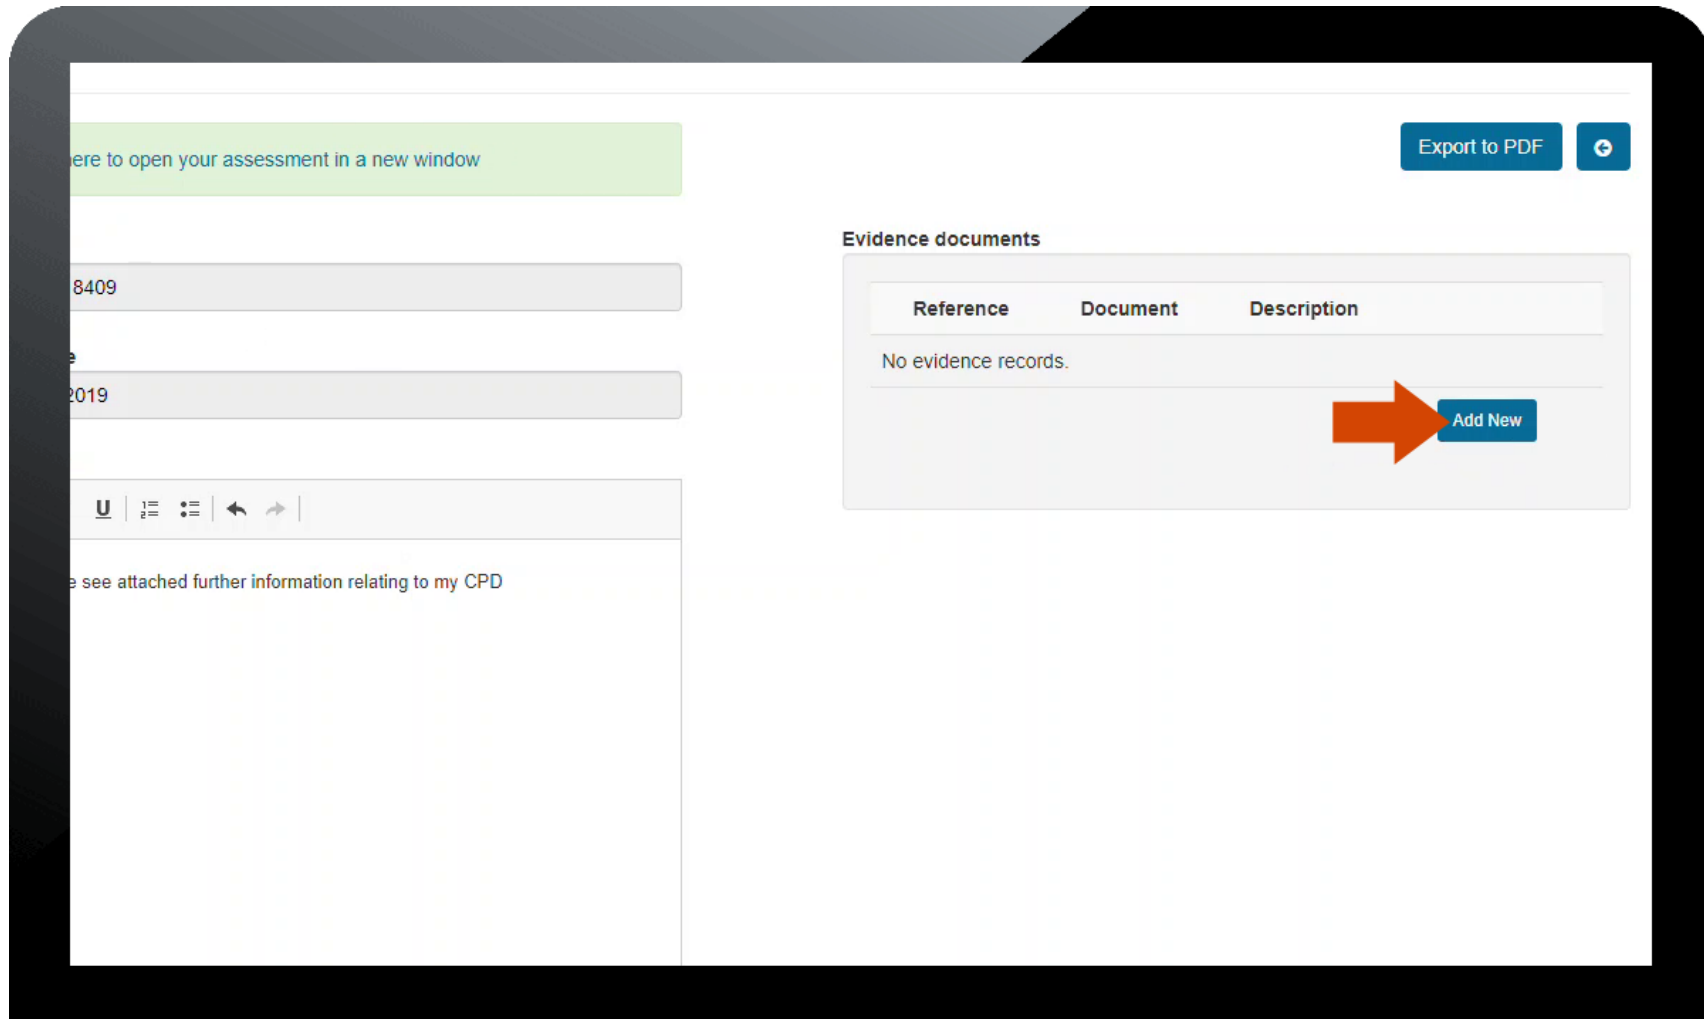 here to open your assessment in a new window
Export to PDF
Evidence documents
8409
Reference Document Description
No evidence records.
2019
Add New
U
see attached further information relating to my CPD